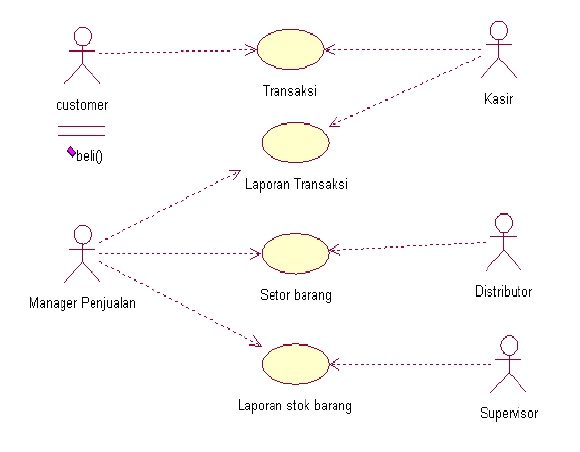 Transaksi
customer
Kasir
beli()
Laporan Transaksi
Manager Penjualan
Setor barang
Distributor
Laporan stok barang
Supervisor